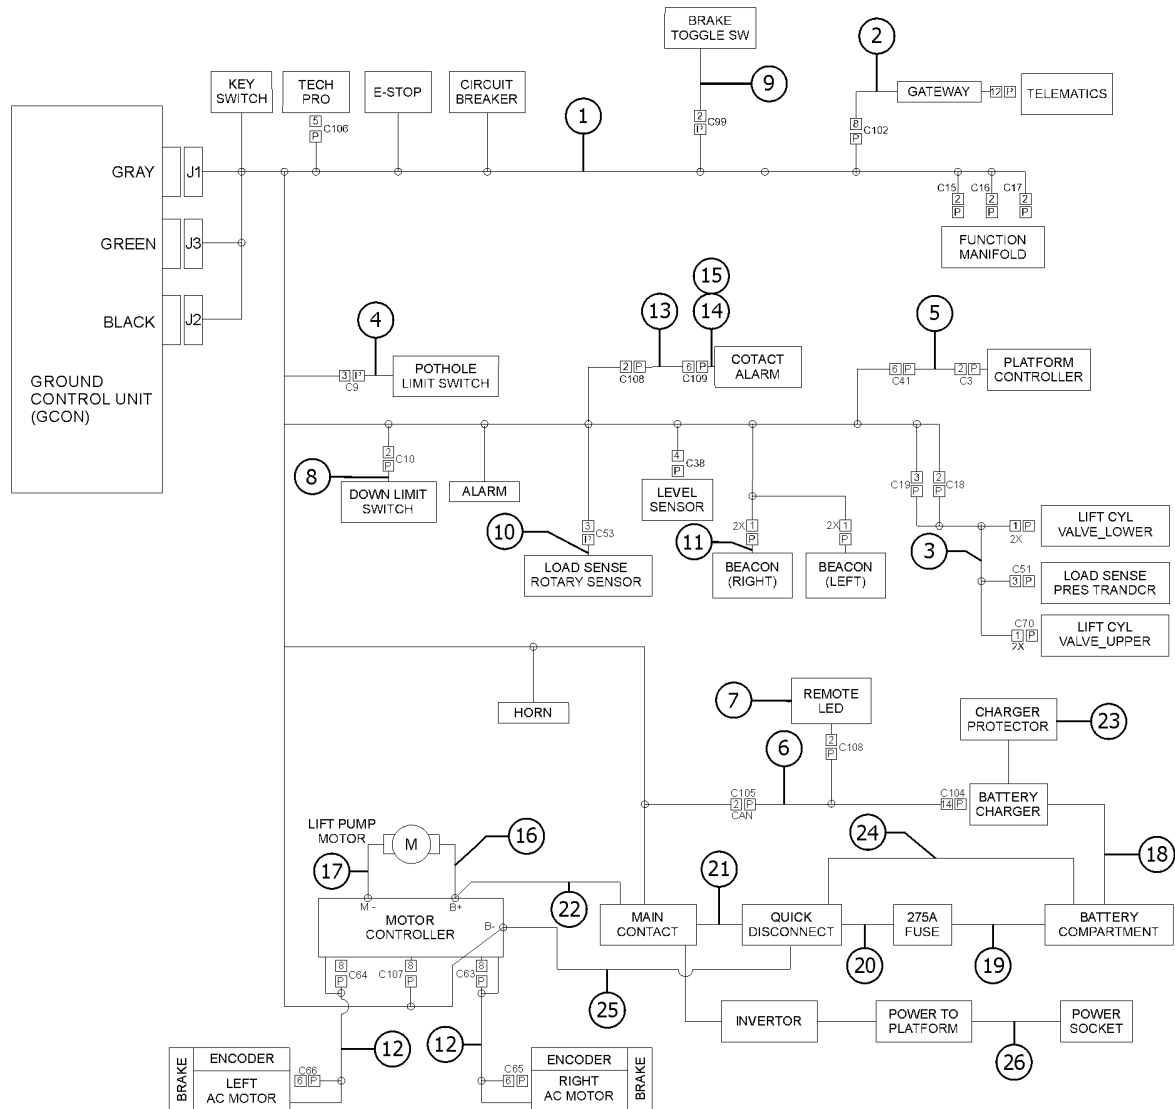 BRAKE
TOGGLE SW
2
9
KEY
SWITCH
TECH
PRO
E-STOP
CIRCUIT
BREAKER
GATEWAY
12 P
TELEMATICS
5
P
C106
1
2
P
C99
8
P
C102
GRAY
J1
C15
2
P
C16
2
P
C17
2
P
GREEN
J3
FUNCTION
MANIFOLD
BLACK
J2
15
4
13
14
5
POTHOLE
LIMIT SWITCH
3 P
C9
2 P
C108
6 P
C109
COTACT
ALARM
6 P
C41
2 P
C3
PLATFORM
CONTROLLER
GROUND
CONTROL UNIT
(GCON)
2
P
C10
8
DOWN LIMIT
SWITCH
ALARM
4
P
C38
LEVEL
SENSOR
C19
3
P
2
P
C18
10
3
P
C53
LOAD SENSE
ROTARY SENSOR
11
2X
1
P
BEACON
(RIGHT)
2X
1
P
BEACON
(LEFT)
3
1 P
2X
LIFT CYL
VALVE_LOWER
C51
3 P
LOAD SENSE
PRES TRANDCR
C70
1 P
2X
LIFT CYL
VALVE_UPPER
HORN
7
REMOTE
LED
2
P
C108
CHARGER
PROTECTOR
23
6
C105
2 P
CAN
C104
14 P
BATTERY
CHARGER
LIFT PUMP
MOTOR
M
16
17
24
18
21
22
M -
B+
MOTOR
CONTROLLER
B-
MAIN
CONTACT
QUICK
DISCONNECT
275A
FUSE
BATTERY
COMPARTMENT
20
19
8
P
C64
C107
8
P
C63
8
P
25
INVERTOR
POWER TO
PLATFORM
POWER
SOCKET
26
12
12
BRAKE
ENCODER
LEFT
AC MOTOR
C66
6 P
C65
6 P
ENCODER
RIGHT
AC MOTOR
BRAKE